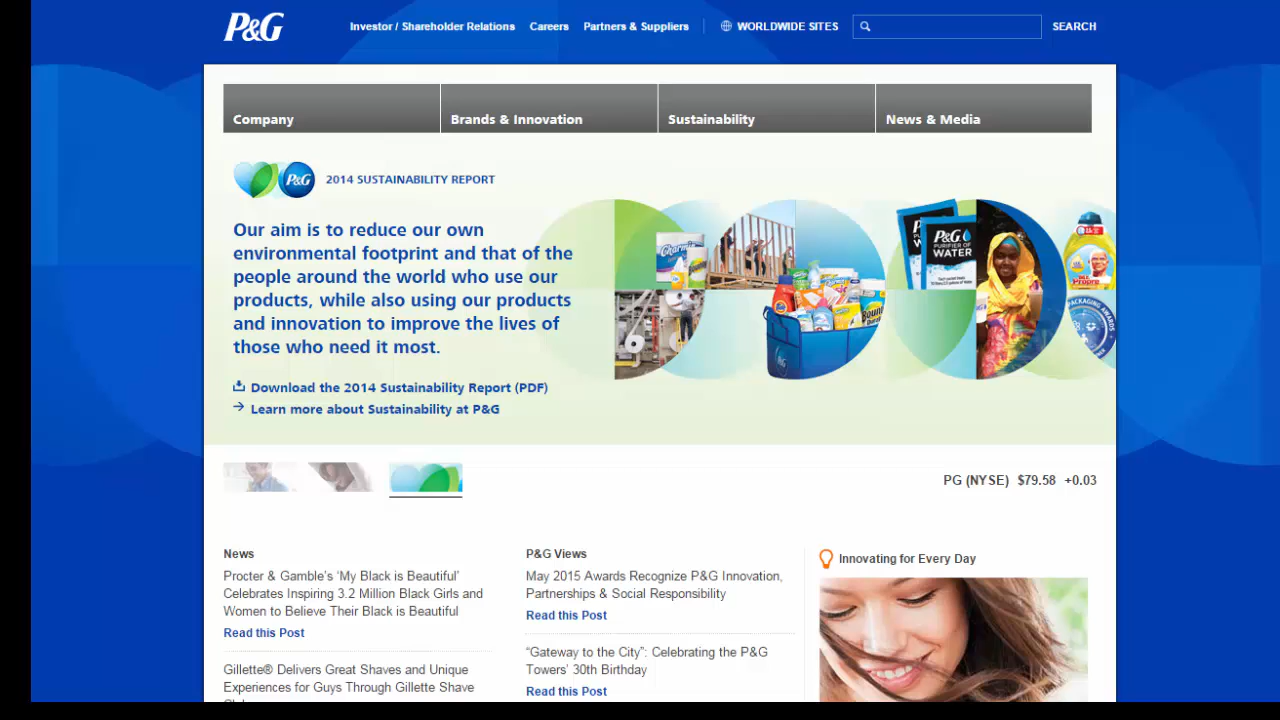 P&G
Investor / Shareholder Relations
Careers
Partners & Suppliers
WORLDWIDE SITES
SEARCH
Company
Brands & Innovation
Sustainability
News & Media
P&G
2014 SUSTAINABILITY REPORT
Our aim is to reduce our own
environmental footprint and that of the
people around the world who use our
products, while also using our products
and innovation to improve the lives of
those who need it most.
Download the 2014 Sustainability Report (PDF)
Learn more about Sustainability at P&G
Charmin
P&G
PURIFIER OF
WATER
Propre
PACKAGING AWARDS
Bounty
PG (NYSE) $79.58 +0.03
News
Procter & Gamble's ‘My Black is Beautiful’
Celebrates Inspiring 3.2 Million Black Girls and
Women to Believe Their Black is Beautiful
Read this Post
Gillette® Delivers Great Shaves and Unique
Experiences for Guys Through Gillette Shave
P&G Views
May 2015 Awards Recognize P&G Innovation,
Partnerships & Social Responsibility
Read this Post
“Gateway to the City”: Celebrating the P&G
Towers’ 30th Birthday
Read this Post
Innovating for Every Day